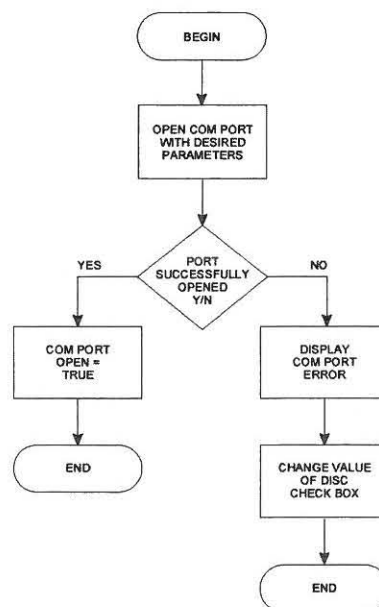 BEGIN
OPEN COM PORT
WITH DESIRED
PARAMETERS
PORT
SUCCESSFULLY
OPENED
Y/N
YES
NO
COM PORT
OPEN =
TRUE
DISPLAY
COM PORT
ERROR
END
CHANGE VALUE
OF DISC
CHECK BOX
END